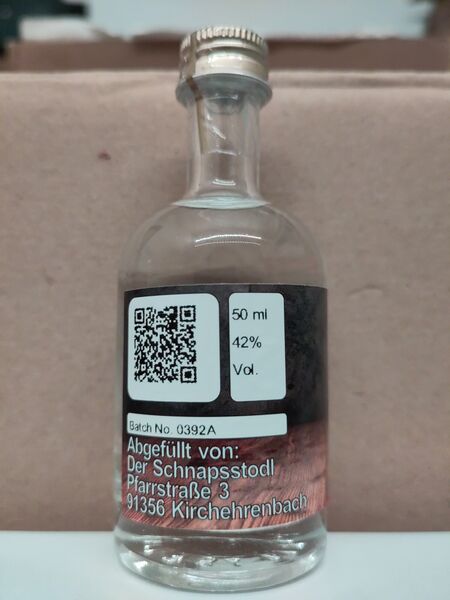 50 ml
42%
Vol.
Batch No. 0392A
Abgefüllt von:
Der Schnapsstodl
Pfarrstraße 3
91356 Kirchehrenbach